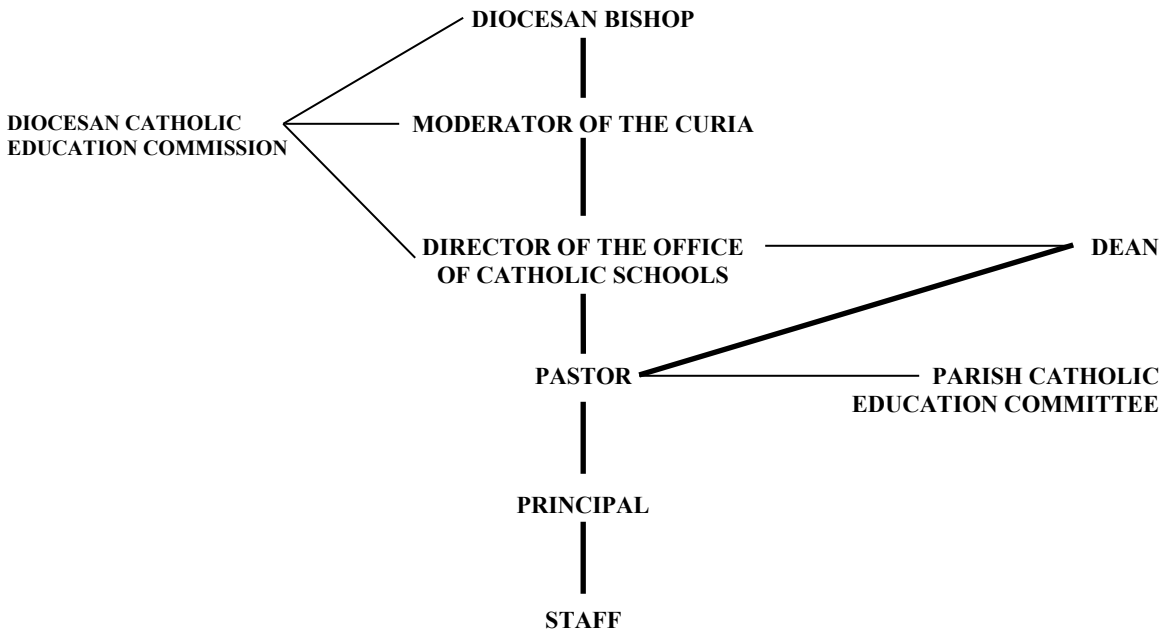 DIOCESAN BISHOP
DIOCESAN CATHOLIC
EDUCATION COMMISSION
MODERATOR OF THE CURIA
DIRECTOR OF THE OFFICE
OF CATHOLIC SCHOOLS
DEAN
PASTOR
PARISH CATHOLIC
EDUCATION COMMITTEE
PRINCIPAL
STAFF